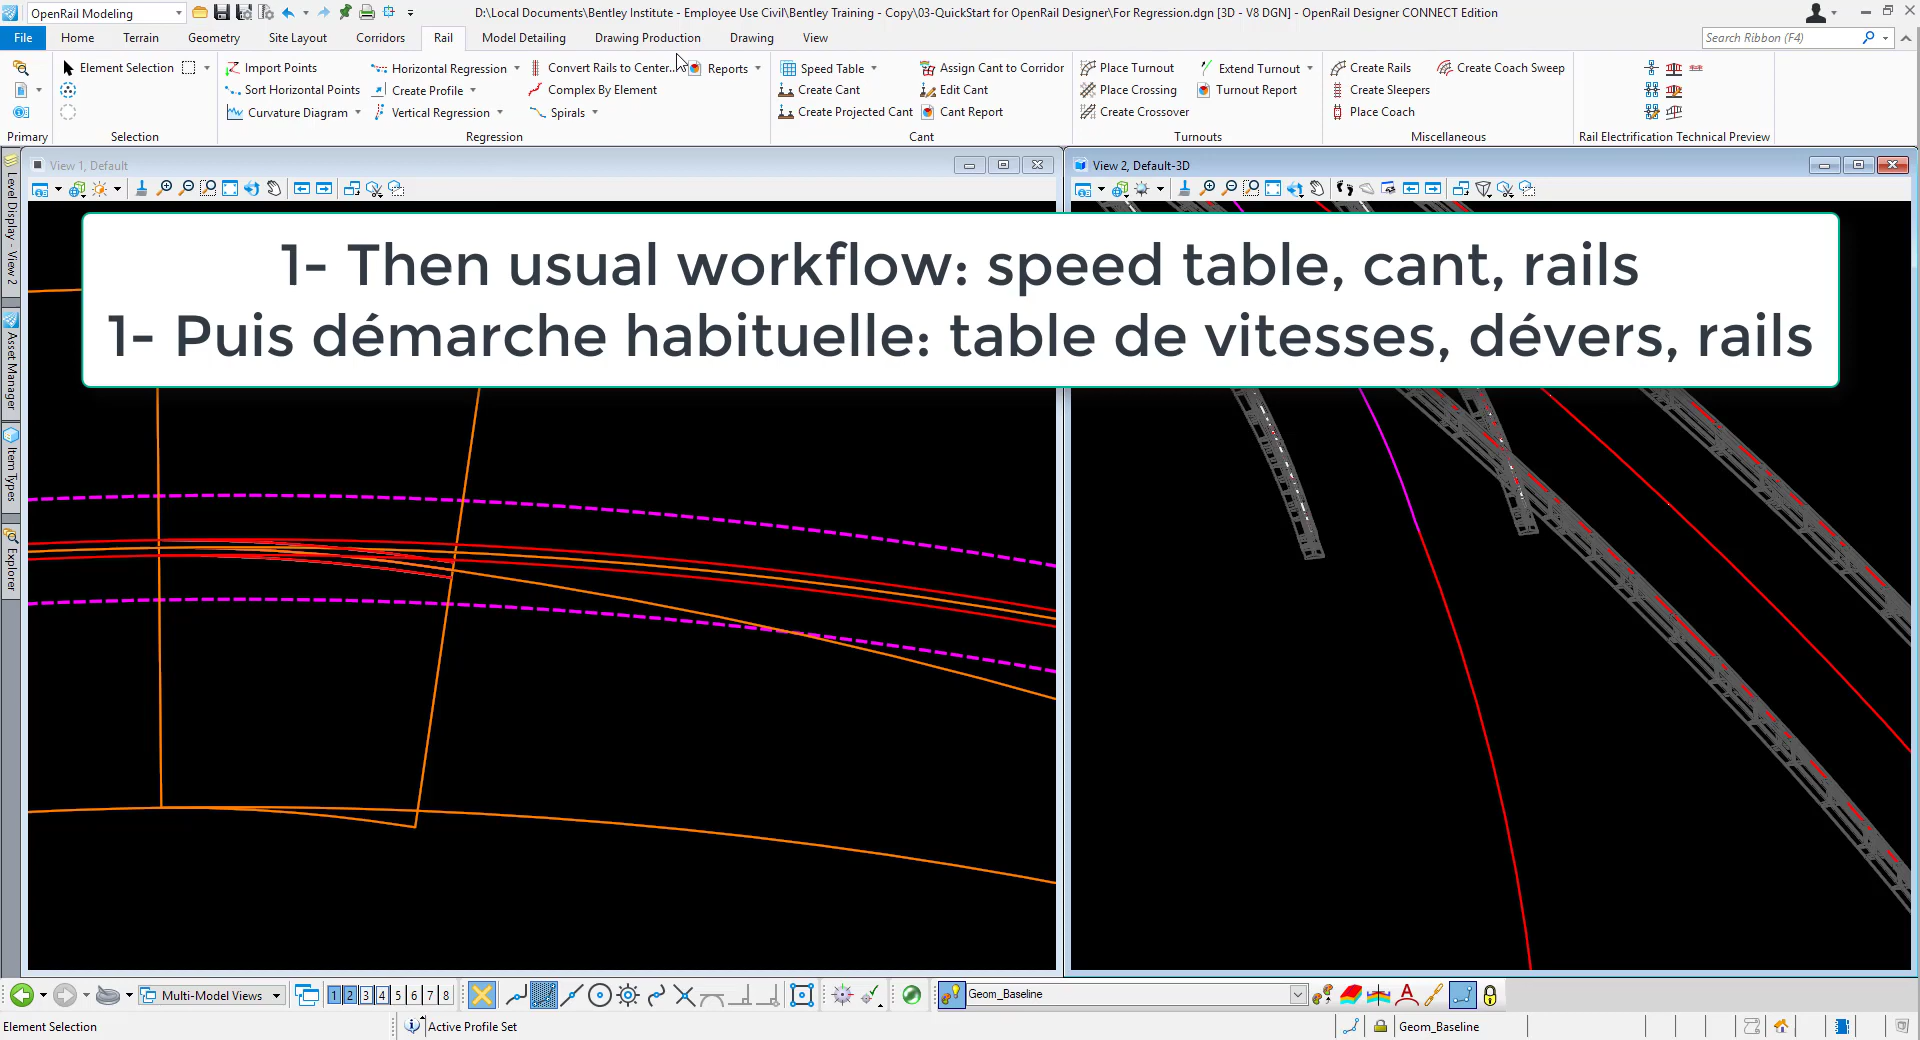 OpenRail Modeling
D:\Local Documents\Bentley Institute - Employee Use Civil\Bentley Training - Copy\03-QuickStart for OpenRail Designer\For Regression.dgn [3D - V8 DGN] - OpenRail Designer CONNECT Edition
File Home Terrain Geometry Site Layout Corridors Rail Model Detailing Drawing Production Drawing View Search Ribbon (F4)
Element Selection Import Points Horizontal Regression Convert Rails to Center... Reports Speed Table Assign Cant to Corridor Place Turnout Extend Turnout Create Rails Create Coach Sweep
Sort Horizontal Points Create Profile Complex By Element Create Cant Edit Cant Place Crossing Turnout Report Create Sleepers
Curvature Diagram Vertical Regression Spirals Create Projected Cant Cant Report Create Crossover Place Coach
Primary Selection Regression Cant Turnouts Miscellaneous Rail Electrification Technical Preview
View 1, Default View 2, Default-3D
Level Display - View 2
Asset Manager
Item Types
Explorer
1- Then usual workflow: speed table, cant, rails
1- Puis démarche habituelle: table de vitesses, dévers, rails
Multi-Model Views 1 2 3 4 5 6 7 8 Geom_Baseline
Element Selection Active Profile Set Geom_Baseline